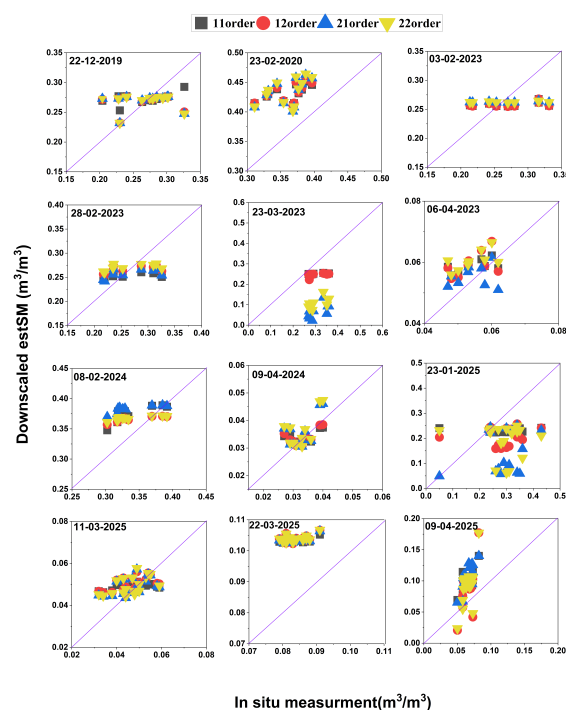 11order 12order 21order 22order
22-12-2019 23-02-2020 03-02-2023
0.35 0.50 0.35
0.30 0.45 0.30
0.25 0.40 0.25
0.20 0.35 0.20
0.15 0.30 0.15
0.15 0.20 0.25 0.30 0.35 0.30 0.35 0.40 0.45 0.50 0.15 0.20 0.25 0.30 0.35
28-02-2023 23-03-2023 06-04-2023
0.40 0.6 0.08
0.35 0.5
0.30 0.4 0.06
0.25 0.3
0.20 0.2
0.15 0.1 0.04
0.0
0.15 0.20 0.25 0.30 0.35 0.40 0.0 0.1 0.2 0.3 0.4 0.5 0.6 0.04 0.06 0.08
Downscaled estSM (m³/m³)
08-02-2024 09-04-2024 23-01-2025
0.45 0.06 0.5
0.40 0.05 0.4
0.35 0.04 0.3
0.30 0.03 0.2
0.25 0.02 0.1
0.0
0.25 0.30 0.35 0.40 0.45 0.02 0.03 0.04 0.05 0.06 0.0 0.1 0.2 0.3 0.4 0.5
11-03-2025 22-03-2025 09-04-2025
0.08 0.11 0.20
0.06 0.10 0.15
0.04 0.09 0.10
0.02 0.08 0.05
0.07 0.00
0.02 0.04 0.06 0.08 0.07 0.08 0.09 0.10 0.11 0.00 0.05 0.10 0.15 0.20
In situ measurment(m³/m³)